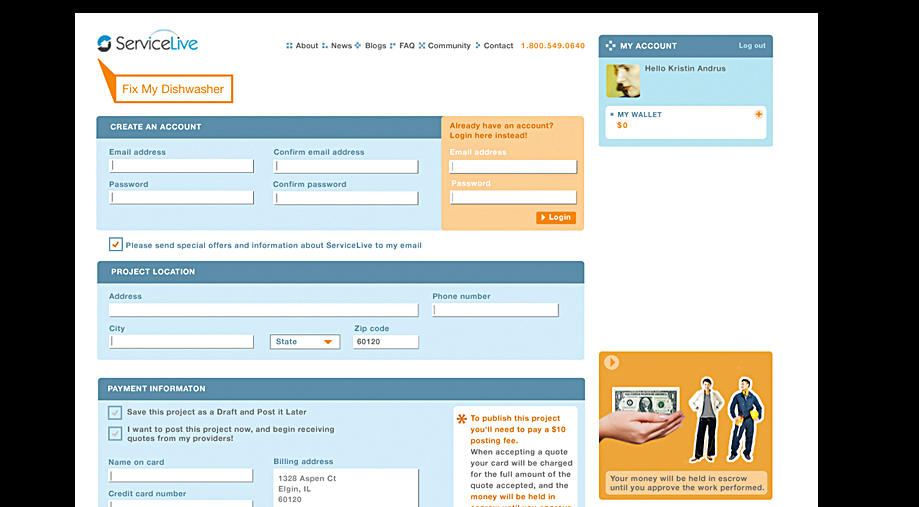 ServiceLive
About News Blogs FAQ Community Contact 1.800.549.0640
Fix My Dishwasher
MY ACCOUNT Log out
Hello Kristin Andrus
MY WALLET
$0
CREATE AN ACCOUNT
Email address
Confirm email address
Password
Confirm password
Already have an account?
Login here instead!
Email address
Password
Login
Please send special offers and information about ServiceLive to my email
PROJECT LOCATION
Address
Phone number
City
State
Zip code
60120
PAYMENT INFORMATON
Save this project as a Draft and Post it Later
I want to post this project now, and begin receiving
quotes from my providers!
Name on card
Credit card number
Billing address
1328 Aspen Ct
Elgin, IL
60120
To publish this project
you'll need to pay a $10
posting fee.
When accepting a quote
your card will be charged
for the full amount of the
quote accepted, and the
money will be held in
escrow until you approve
Your money will be held in escrow
until you approve the work performed.